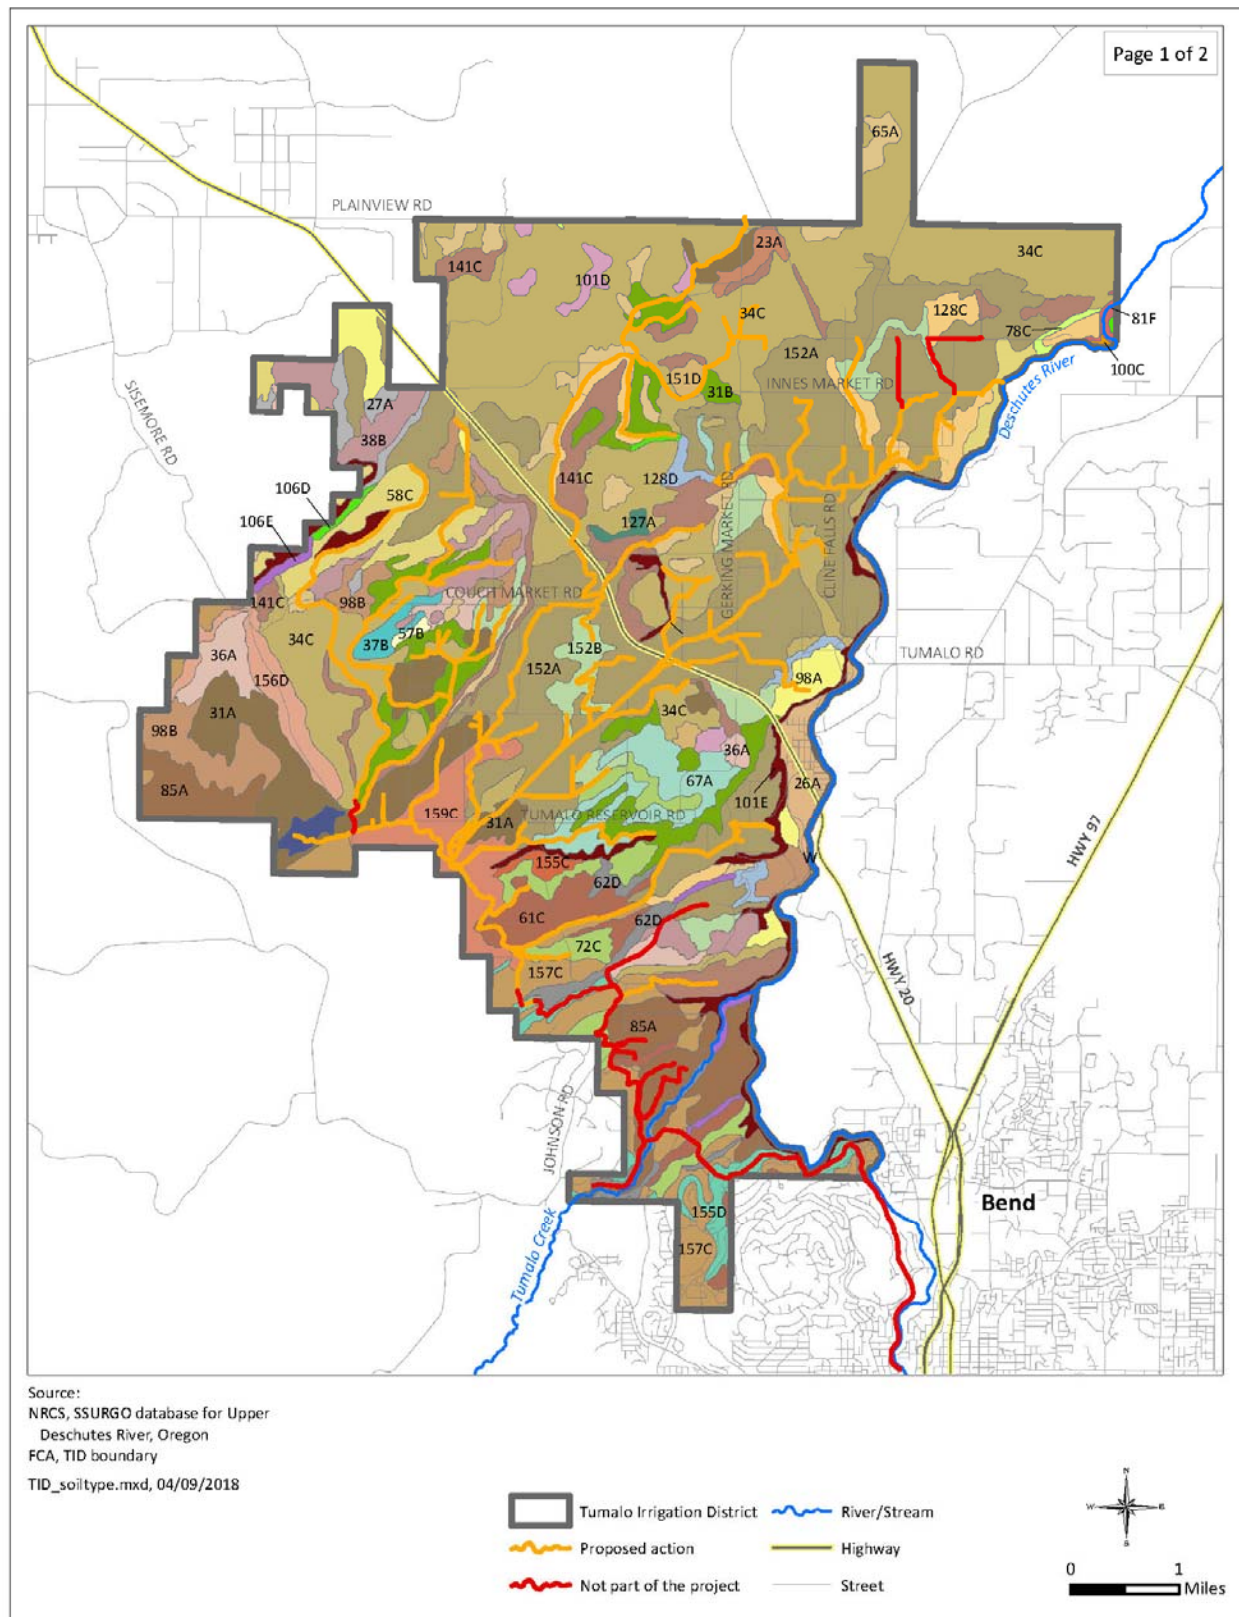 Page 1 of 2
65A
PLAINVIEW RD
23A
34C
141C
101D
34C
128C
81F
78C
152A
100C
151D
INNES MARKET RD
31B
Deschutes River
27A
SISEMORE RD
38B
141C
128D
106D
58C
GERKING MARKET RD
CLINE FALLS RD
127A
106E
COUCH MARKET RD
141C
98B
34C
57B
37B
152B
36A
152A
TUMALO RD
156D
98A
31A
34C
98B
36A
67A
26A
85A
101E
159C
31A
TUMALO RESERVOIR RD
HWY 97
155C
W
62D
61C
62D
72C
157C
HWY 20
85A
JOHNSON RD
Bend
155D
Tumalo Creek
157C
Source:
NRCS, SSURGO database for Upper
Deschutes River, Oregon
FCA, TID boundary
TID_soiltype.mxd, 04/09/2018
Tumalo Irrigation District
River/Stream
Proposed action
Highway
Not part of the project
Street
N
W E
S
0 1
Miles